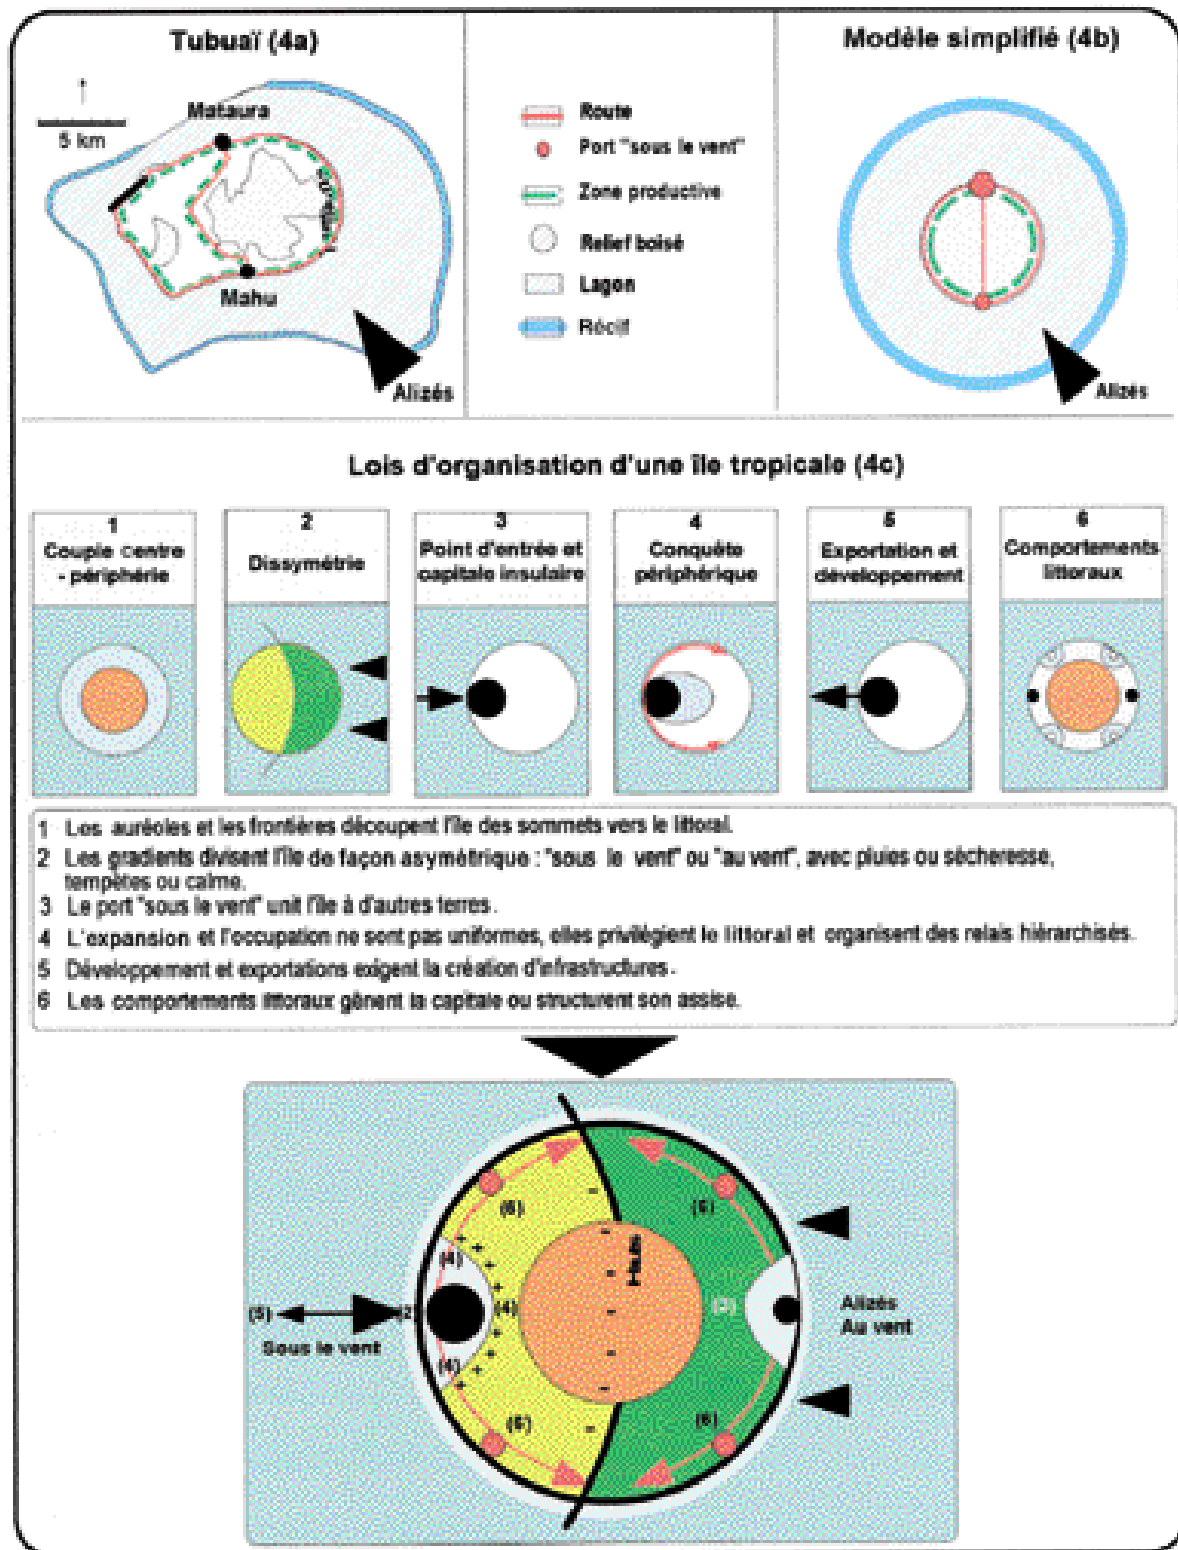 Tubuaï (4a)
Modèle simplifié (4b)
5 km
Mataura
Mahu
Alizés
Route
Port "sous le vent"
Zone productive
Relief boisé
Lagon
Récif
Alizés
Lois d'organisation d'une île tropicale (4c)
1
Couple centre
- périphérie
2
Dissymétrie
3
Point d'entrée et
capitale insulaire
4
Conquête
périphérique
5
Exportation et
développement
6
Comportements
littoraux
1 Les auréoles et les frontières découpent l'île des sommets vers le littoral.
2 Les gradients divisent l'île de façon asymétrique : "sous le vent" ou "au vent", avec pluies ou sécheresse,
tempêtes ou calme.
3 Le port "sous le vent" unit l'île à d'autres terres.
4 L'expansion et l'occupation ne sont pas uniformes, elles privilégient le littoral et organisent des relais hiérarchisés.
5 Développement et exportations exigent la création d'infrastructures.
6 Les comportements littoraux gênent la capitale ou structurent son assise.
(6)
(4)
Hauts
(5)
(2
(4)
Alizés
Au vent
Sous le vent
(4)
(6)
(6)